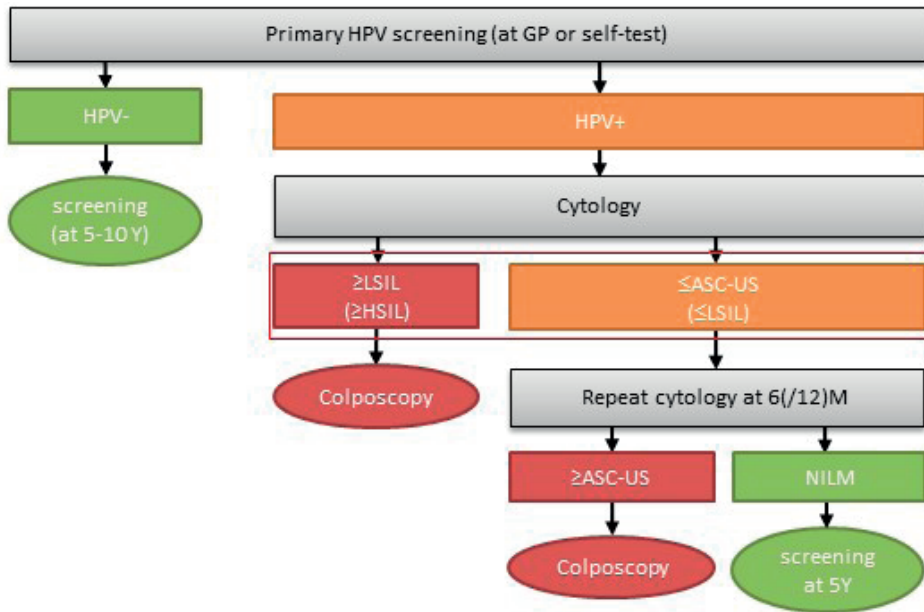 Primary HPV screening (at GP or self-test)
HPV-
HPV+
screening
(at 5-10 Y)
Cytology
≥LSIL
(≥HSIL)
≤ASC-US
(≤LSIL)
Colposcopy
Repeat cytology at 6(/12)M
≥ASC-US
NILM
Colposcopy
screening
at 5Y